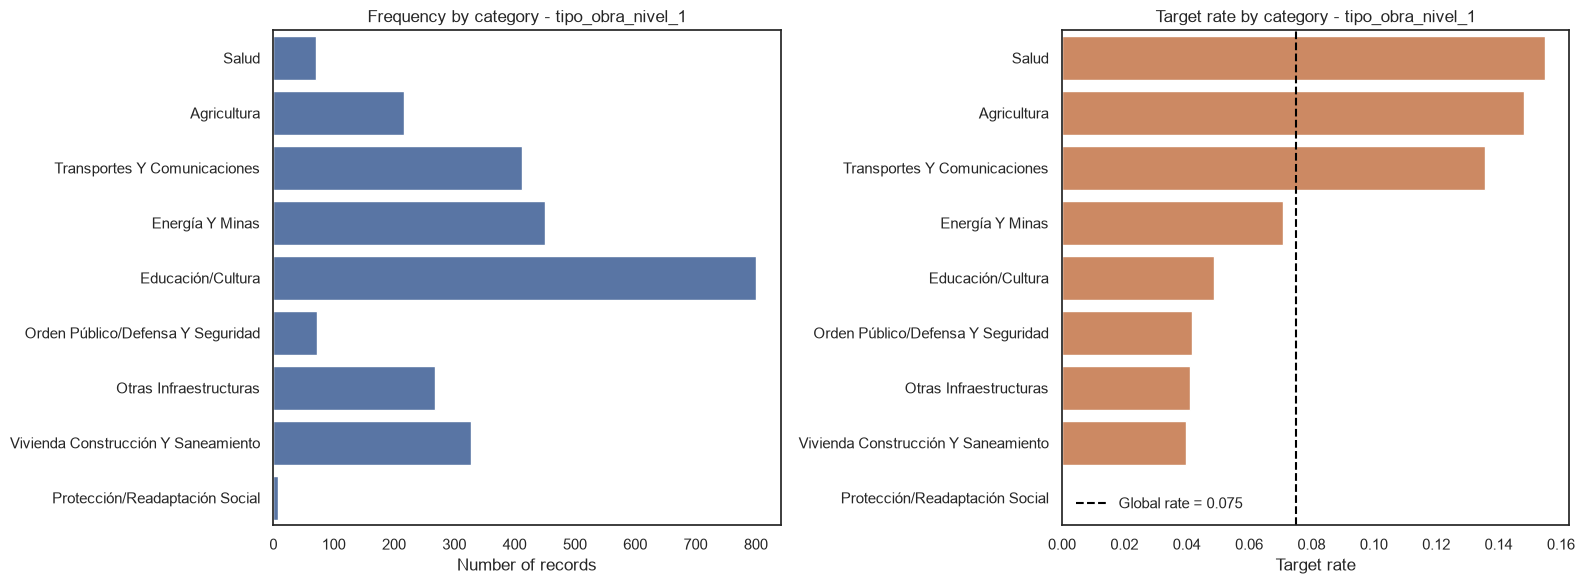 Frequency by category - tipo_obra_nivel_1
Salud
Agricultura
Transportes Y Comunicaciones
Energía Y Minas
Educación/Cultura
Orden Público/Defensa Y Seguridad
Otras Infraestructuras
Vivienda Construcción Y Saneamiento
Protección/Readaptación Social
0 100 200 300 400 500 600 700 800
Number of records
Target rate by category - tipo_obra_nivel_1
Salud
Agricultura
Transportes Y Comunicaciones
Energía Y Minas
Educación/Cultura
Orden Público/Defensa Y Seguridad
Otras Infraestructuras
Vivienda Construcción Y Saneamiento
Protección/Readaptación Social
Global rate = 0.075
0.00 0.02 0.04 0.06 0.08 0.10 0.12 0.14 0.16
Target rate